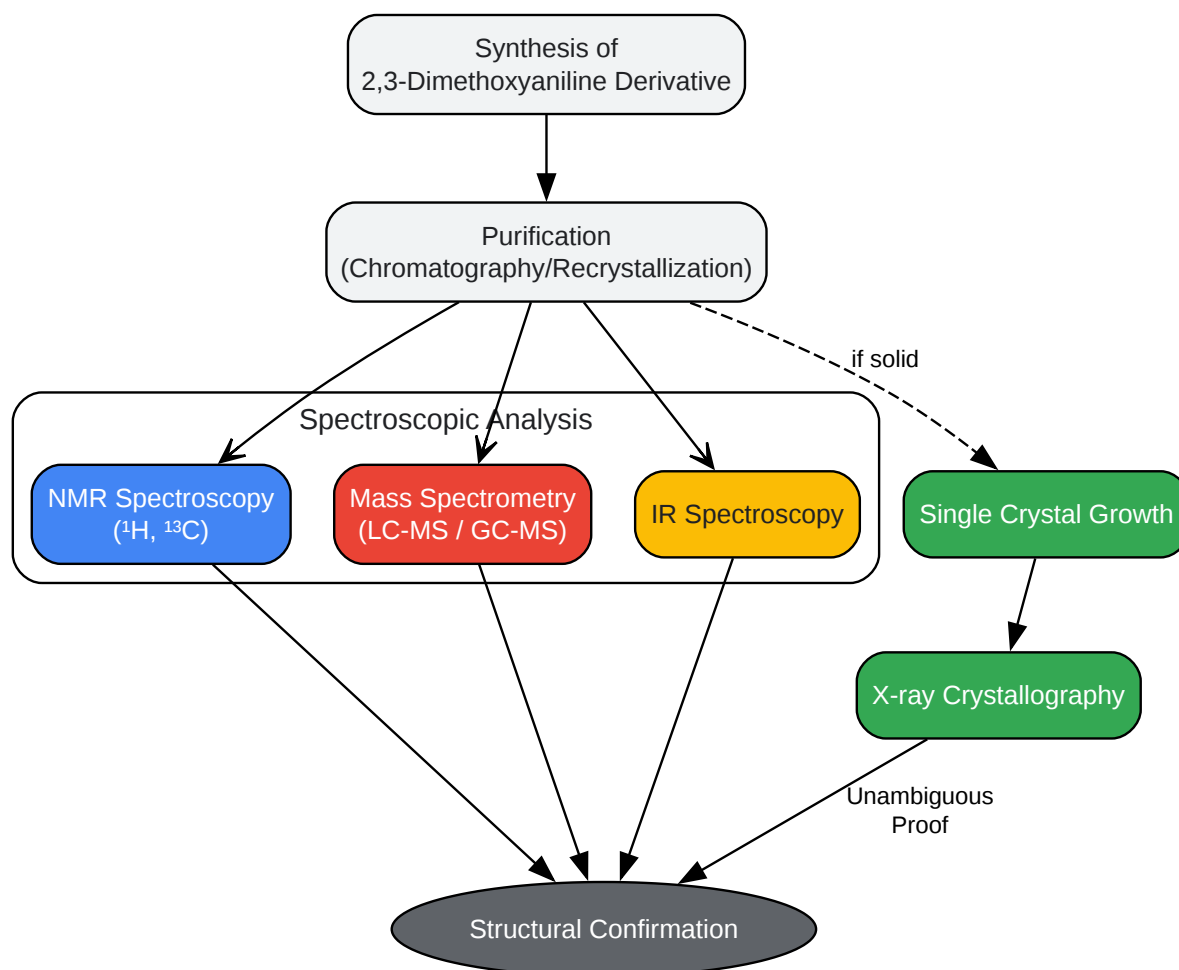 Synthesis of
2,3-Dimethoxyaniline Derivative
Purification
(Chromatography/Recrystallization)
if solid
Spectroscopic Analysis
NMR Spectroscopy
(¹H, ¹³C)
Mass Spectrometry
(LC-MS / GC-MS)
IR Spectroscopy
Single Crystal Growth
X-ray Crystallography
Unambiguous
Proof
Structural Confirmation